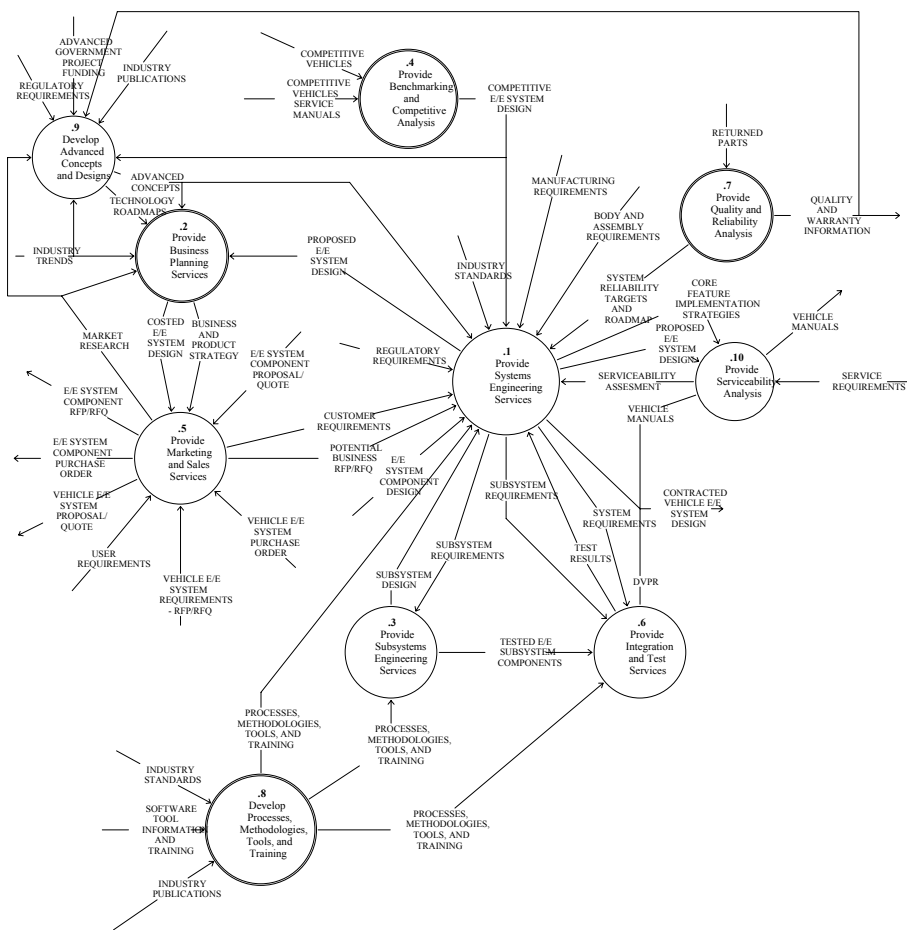 ADVANCED
GOVERNMENT
PROJECT
FUNDING
REGULATORY
REQUIREMENTS
INDUSTRY
PUBLICATIONS
COMPETITIVE
VEHICLES
COMPETITIVE
VEHICLES
SERVICE
MANUALS
.4
Provide
Benchmarking
and
Competitive
Analysis
COMPETITIVE
E/E SYSTEM
DESIGN
.9
Develop
Advanced
Concepts
and Designs
ADVANCED
CONCEPTS
TECHNOLOGY
ROADMAPS
RETURNED
PARTS
.7
Provide
Quality and
Reliability
Analysis
QUALITY
AND
WARRANTY
INFORMATION
MANUFACTURING
REQUIREMENTS
BODY AND
ASSEMBLY
REQUIREMENTS
INDUSTRY
TRENDS
.2
Provide
Business
Planning
Services
PROPOSED
E/E SYSTEM
DESIGN
INDUSTRY
STANDARDS
SYSTEM
RELIABILITY
TARGETS
AND
ROADMAP
CORE
FEATURE
IMPLEMENTATION
STRATEGIES
PROPOSED
E/E SYSTEM
DESIGN
VEHICLE
MANUALS
MARKET
RESEARCH
COSTED
E/E
SYSTEM
DESIGN
BUSINESS
AND
PRODUCT
STRATEGY
E/E SYSTEM
COMPONENT
PROPOSAL/
QUOTE
REGULATORY
REQUIREMENTS
.1
Provide
Systems
Engineering
Services
SERVICEABILITY
ASSESMENT
.10
Provide
Serviceability
Analysis
SERVICE
REQUIREMENTS
VEHICLE
MANUALS
E/E SYSTEM
COMPONENT
RFP/RFQ
E/E SYSTEM
COMPONENT
PURCHASE
ORDER
VEHICLE E/E
SYSTEM
PROPOSAL/
QUOTE
.5
Provide
Marketing
and Sales
Services
CUSTOMER
REQUIREMENTS
POTENTIAL
BUSINESS
RFP/RFQ
E/E
SYSTEM
COMPONENT
DESIGN
USER
REQUIREMENTS
VEHICLE E/E
SYSTEM
REQUIREMENTS
- RFP/RFQ
VEHICLE E/E
SYSTEM
PURCHASE
ORDER
SUBSYSTEM
REQUIREMENTS
SYSTEM
REQUIREMENTS
CONTRACTED
VEHICLE E/E
SYSTEM
DESIGN
SUBSYSTEM
REQUIREMENTS
TEST
RESULTS
SUBSYSTEM
DESIGN
DVPR
.3
Provide
Subsystems
Engineering
Services
TESTED E/E
SUBSYSTEM
COMPONENTS
.6
Provide
Integration
and Test
Services
PROCESSES,
METHODOLOGIES,
TOOLS, AND
TRAINING
PROCESSES,
METHODOLOGIES,
TOOLS, AND
TRAINING
INDUSTRY
STANDARDS
SOFTWARE
TOOL
INFORMATION
AND
TRAINING
INDUSTRY
PUBLICATIONS
.8
Develop
Processes,
Methodologies,
Tools, and
Training
PROCESSES,
METHODOLOGIES,
TOOLS, AND
TRAINING